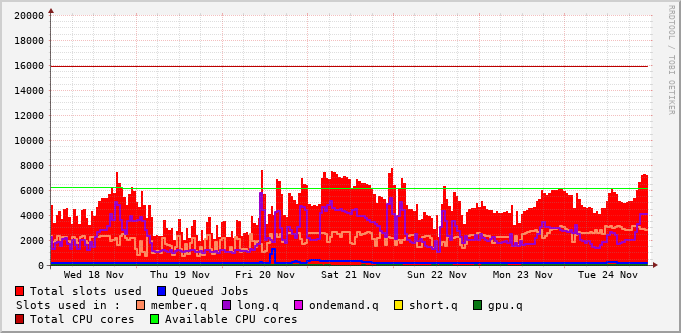 20000
18000
16000
14000
12000
10000
8000
6000
4000
2000
0
RRDTOOL / TOBI OETIKER
Wed 18 Nov Thu 19 Nov Fri 20 Nov Sat 21 Nov Sun 22 Nov Mon 23 Nov Tue 24 Nov
Total slots used Queued Jobs
Slots used in : member.q long.q ondemand.q short.q gpu.q
Total CPU cores Available CPU cores